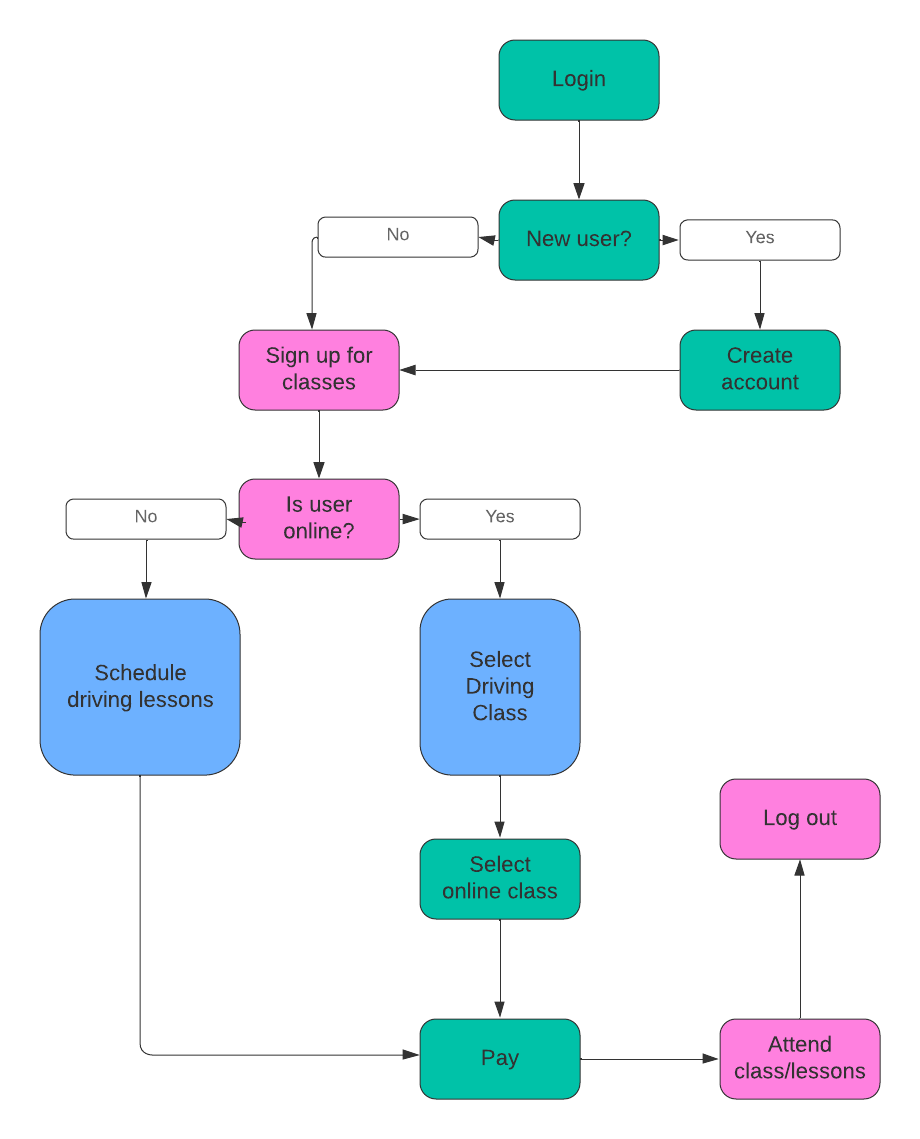 Login
No
New user?
Yes
Sign up for
classes
Create
account
No
Is user
online?
Yes
Schedule
driving lessons
Select
Driving
Class
Log out
Select
online class
Pay
Attend
class/lessons